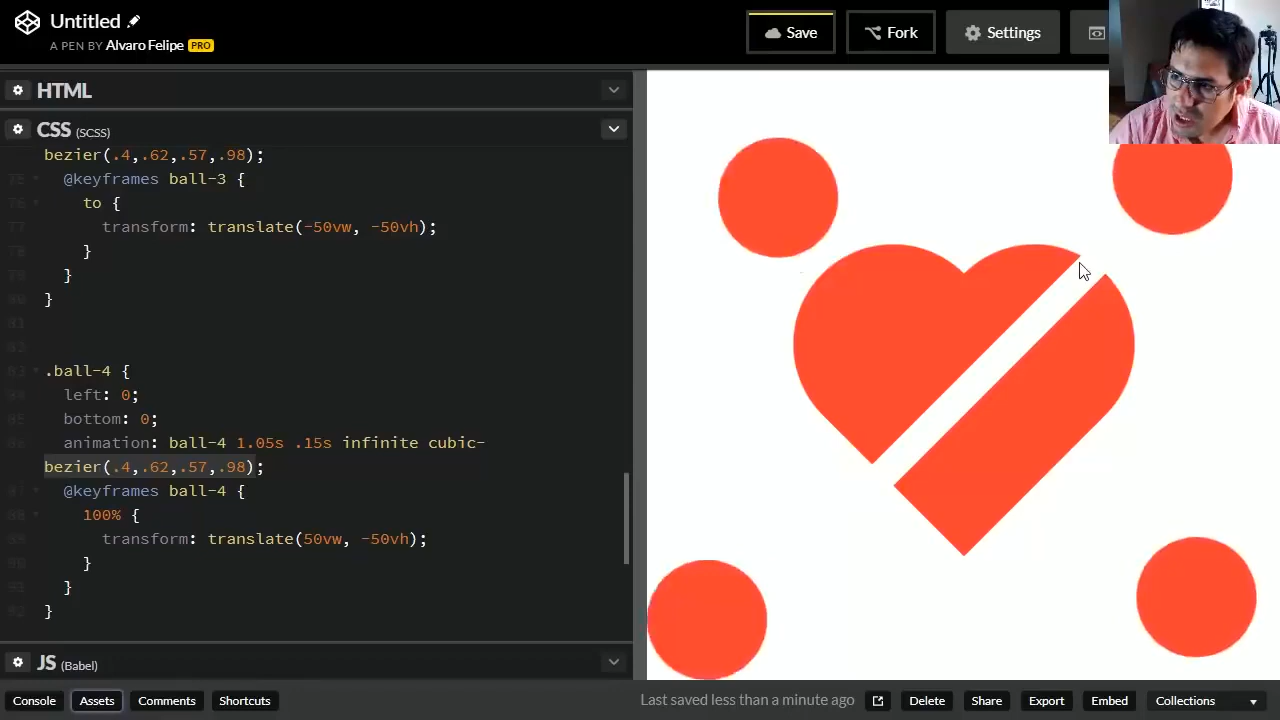 Untitled
A PEN BY Alvaro Felipe PRO
Save
Fork
Settings
HTML
CSS (SCSS)
bezier(.4,.62,.57,.98);
@keyframes ball-3 {
to {
77 transform: translate(-50vw, -50vh);
}
}
}
.ball-4 {
left: 0;
bottom: 0;
animation: ball-4 1.05s .15s infinite cubic-
bezier(.4,.62,.57,.98);
@keyframes ball-4 {
100% {
transform: translate(50vw, -50vh);
}
}
}
JS (Babel)
Console Assets Comments Shortcuts Last saved less than a minute ago Delete Share Export Embed Collections